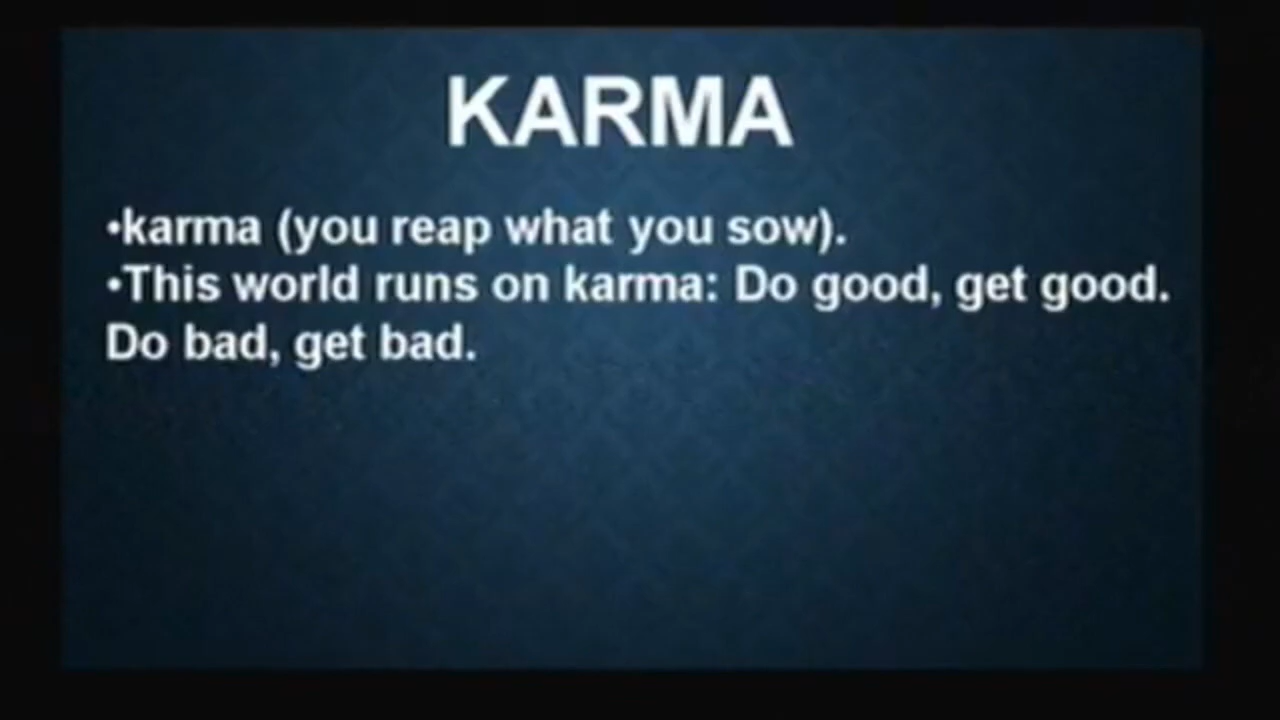 KARMA
•karma (you reap what you sow).
•This world runs on karma: Do good, get good.
Do bad, get bad.